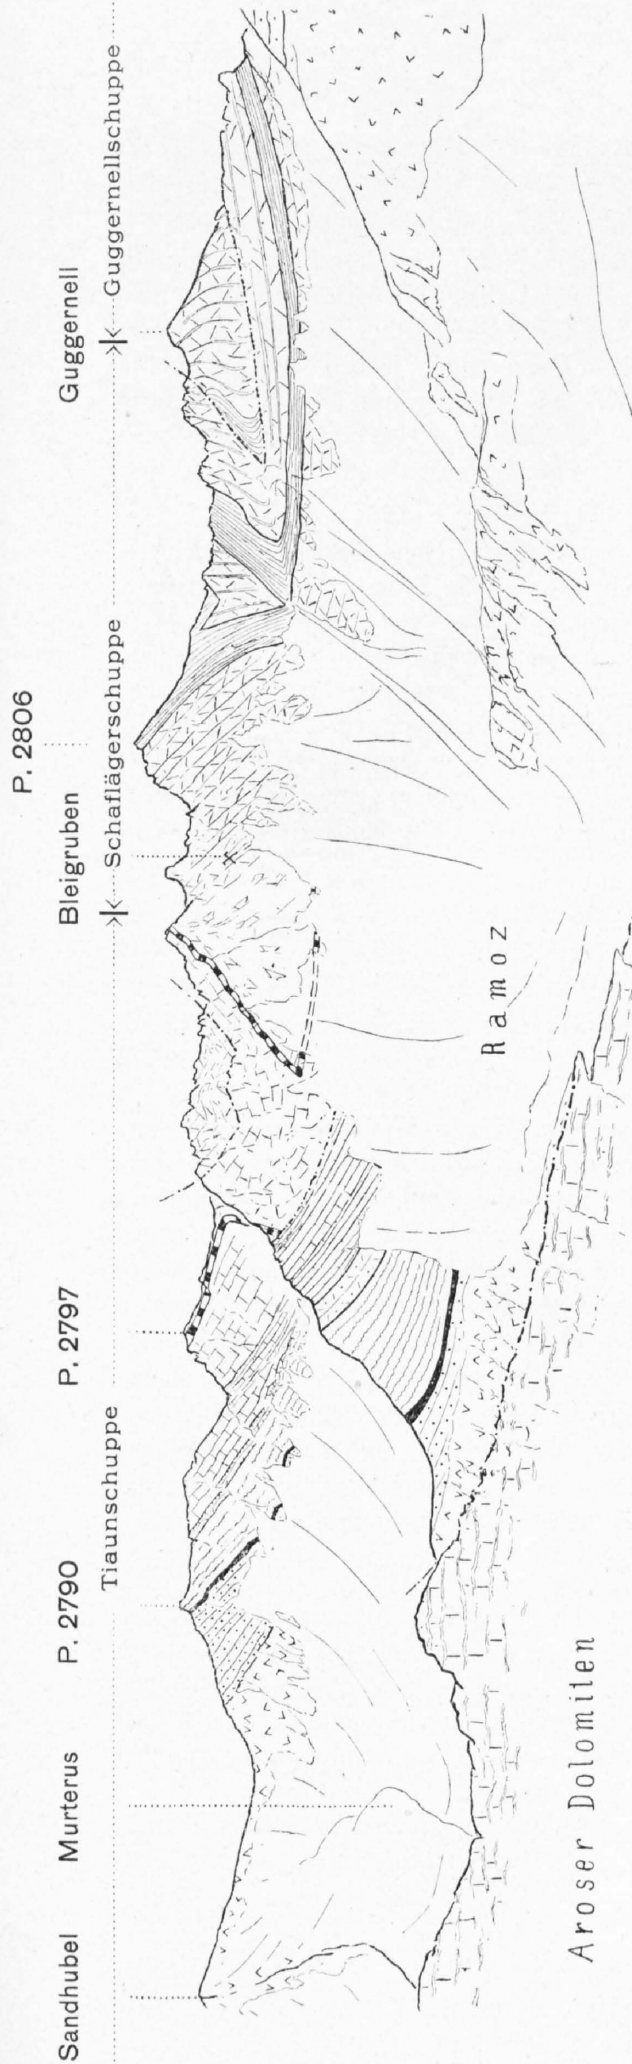 P. 2806
Sandhubel Murterus P. 2790 P. 2797 Bleigruben Guggernell
Tiaunschuppe Schaflägerschuppe Guggernellschuppe
Ramoz
Aroser Dolomiten